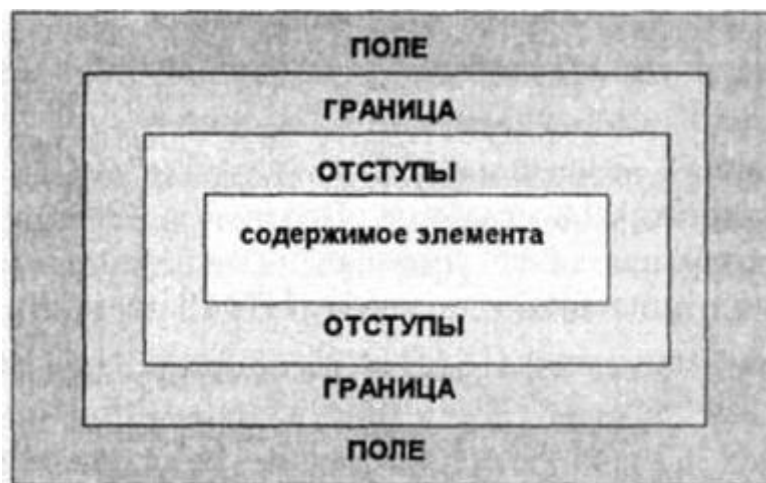 ПОЛЕ
ГРАНИЦА
ОТСТУПЫ
содержимое элемента
ОТСТУПЫ
ГРАНИЦА
ПОЛЕ